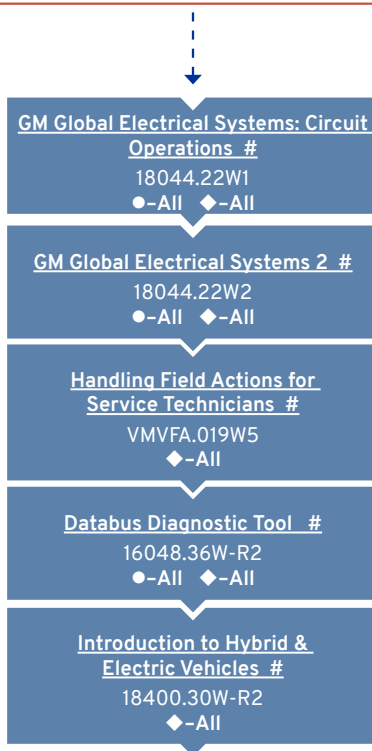 GM Global Electrical Systems: Circuit
Operations #
18044.22W1
●–All ◆–All
GM Global Electrical Systems 2 #
18044.22W2
●–All ◆–All
Handling Field Actions for
Service Technicians #
VMVFA.019W5
◆–All
Databus Diagnostic Tool #
16048.36W-R2
●–All ◆–All
Introduction to Hybrid &
Electric Vehicles #
18400.30W-R2
◆–All